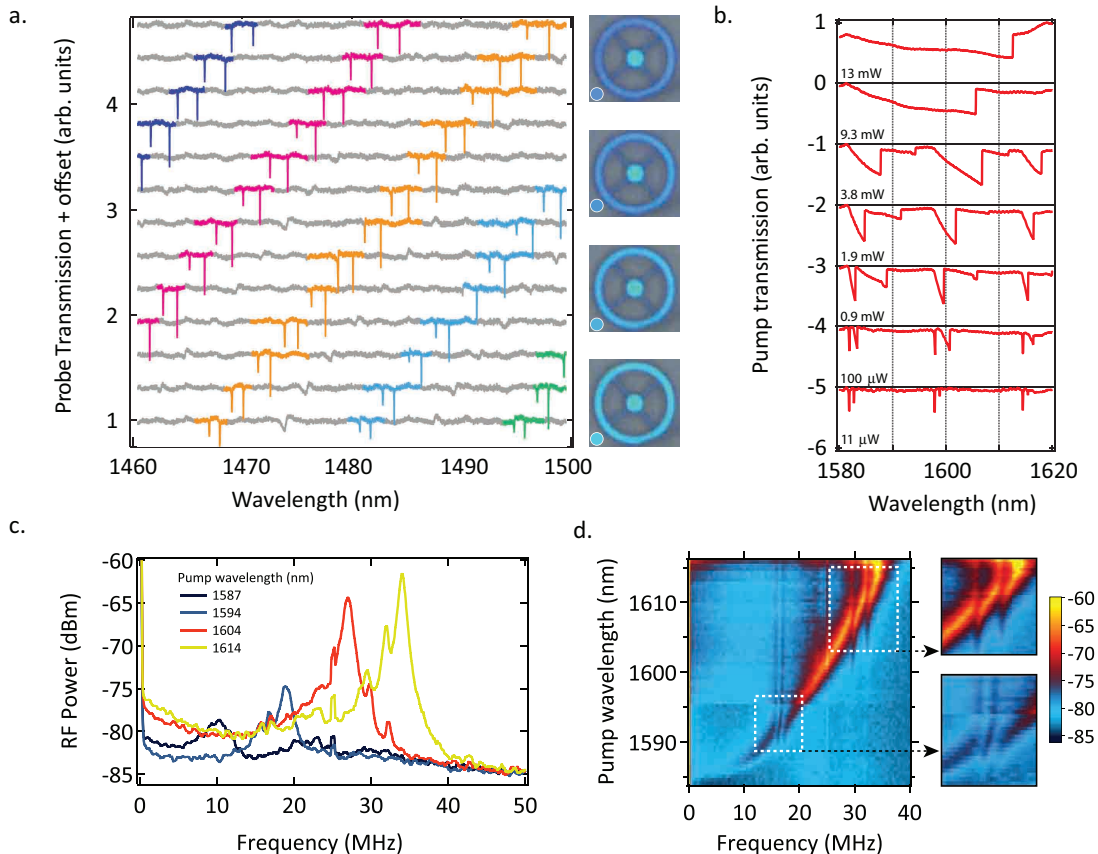 a.
Probe Transmission + offset (arb. units)
4
3
2
1
1460 1470 1480 1490 1500
Wavelength (nm)
b.
Pump transmission (arb. units)
1
0
-1
-2
-3
-4
-5
-6
13 mW
9.3 mW
3.8 mW
1.9 mW
0.9 mW
100 μW
11 μW
1580 1600 1620
Wavelength (nm)
c.
RF Power (dBm)
-60
-65
-70
-75
-80
-85
Pump wavelength (nm)
1587
1594
1604
1614
0 10 20 30 40 50
Frequency (MHz)
d.
Frequency (MHz)
Pump wavelength (nm)
1610
1600
1590
0 10 20 30 40
Frequency (MHz)
-60
-65
-70
-75
-80
-85